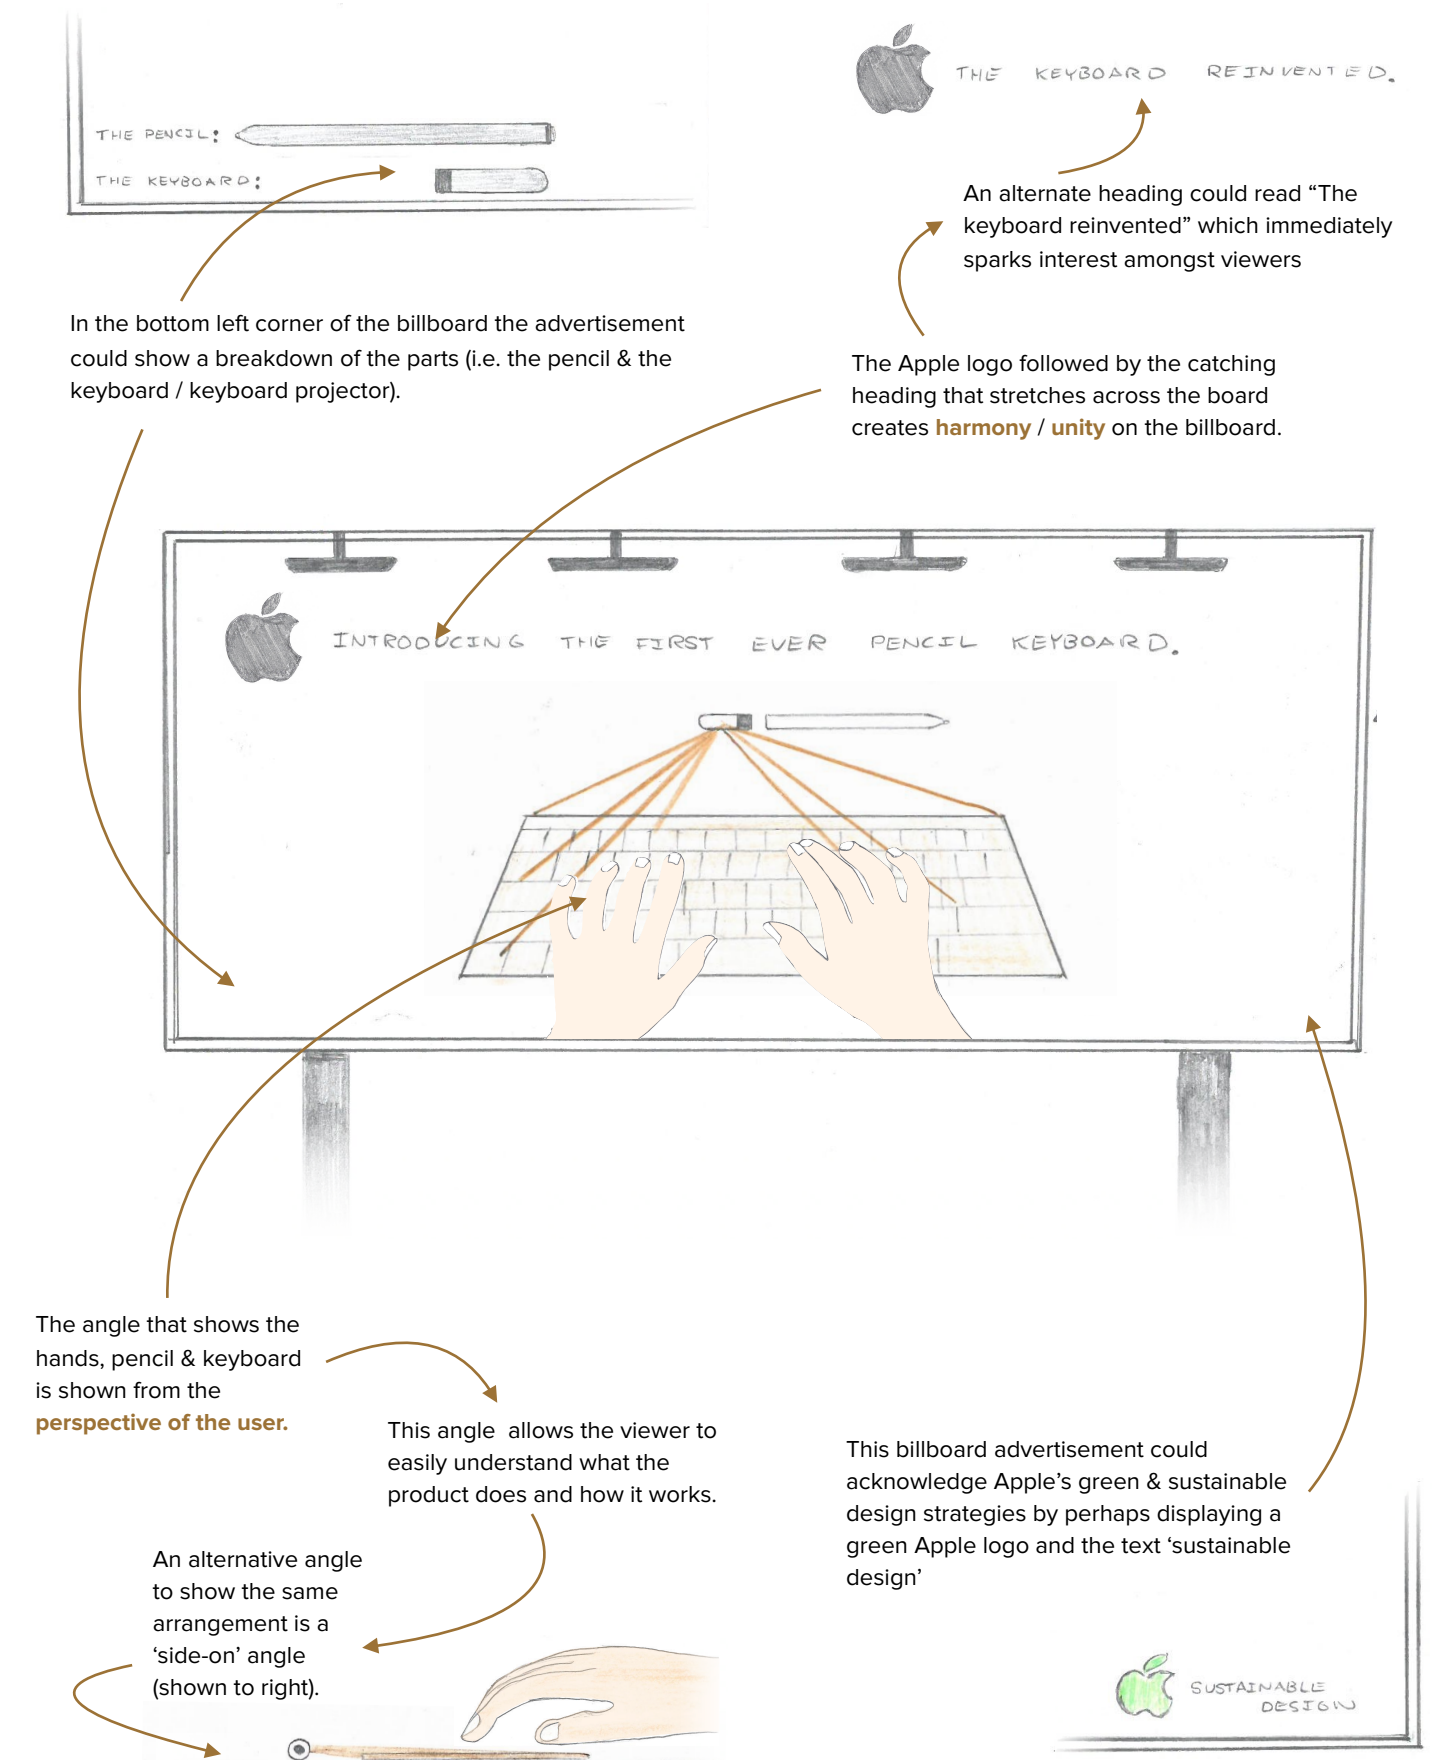 THE PENCIL:
THE KEYBOARD:
THE KEYBOARD REINVENTED.
An alternate heading could read “The
keyboard reinvented” which immediately
sparks interest amongst viewers
In the bottom left corner of the billboard the advertisement
could show a breakdown of the parts (i.e. the pencil & the
keyboard / keyboard projector).
The Apple logo followed by the catching
heading that stretches across the board
creates harmony / unity on the billboard.
INTRODUCING THE FIRST EVER PENCIL KEYBOARD.
The angle that shows the
hands, pencil & keyboard
is shown from the
perspective of the user.
This angle allows the viewer to
easily understand what the
product does and how it works.
An alternative angle
to show the same
arrangement is a
‘side-on’ angle
(shown to right).
This billboard advertisement could
acknowledge Apple’s green & sustainable
design strategies by perhaps displaying a
green Apple logo and the text ‘sustainable
design’
SUSTAINABLE
DESIGN